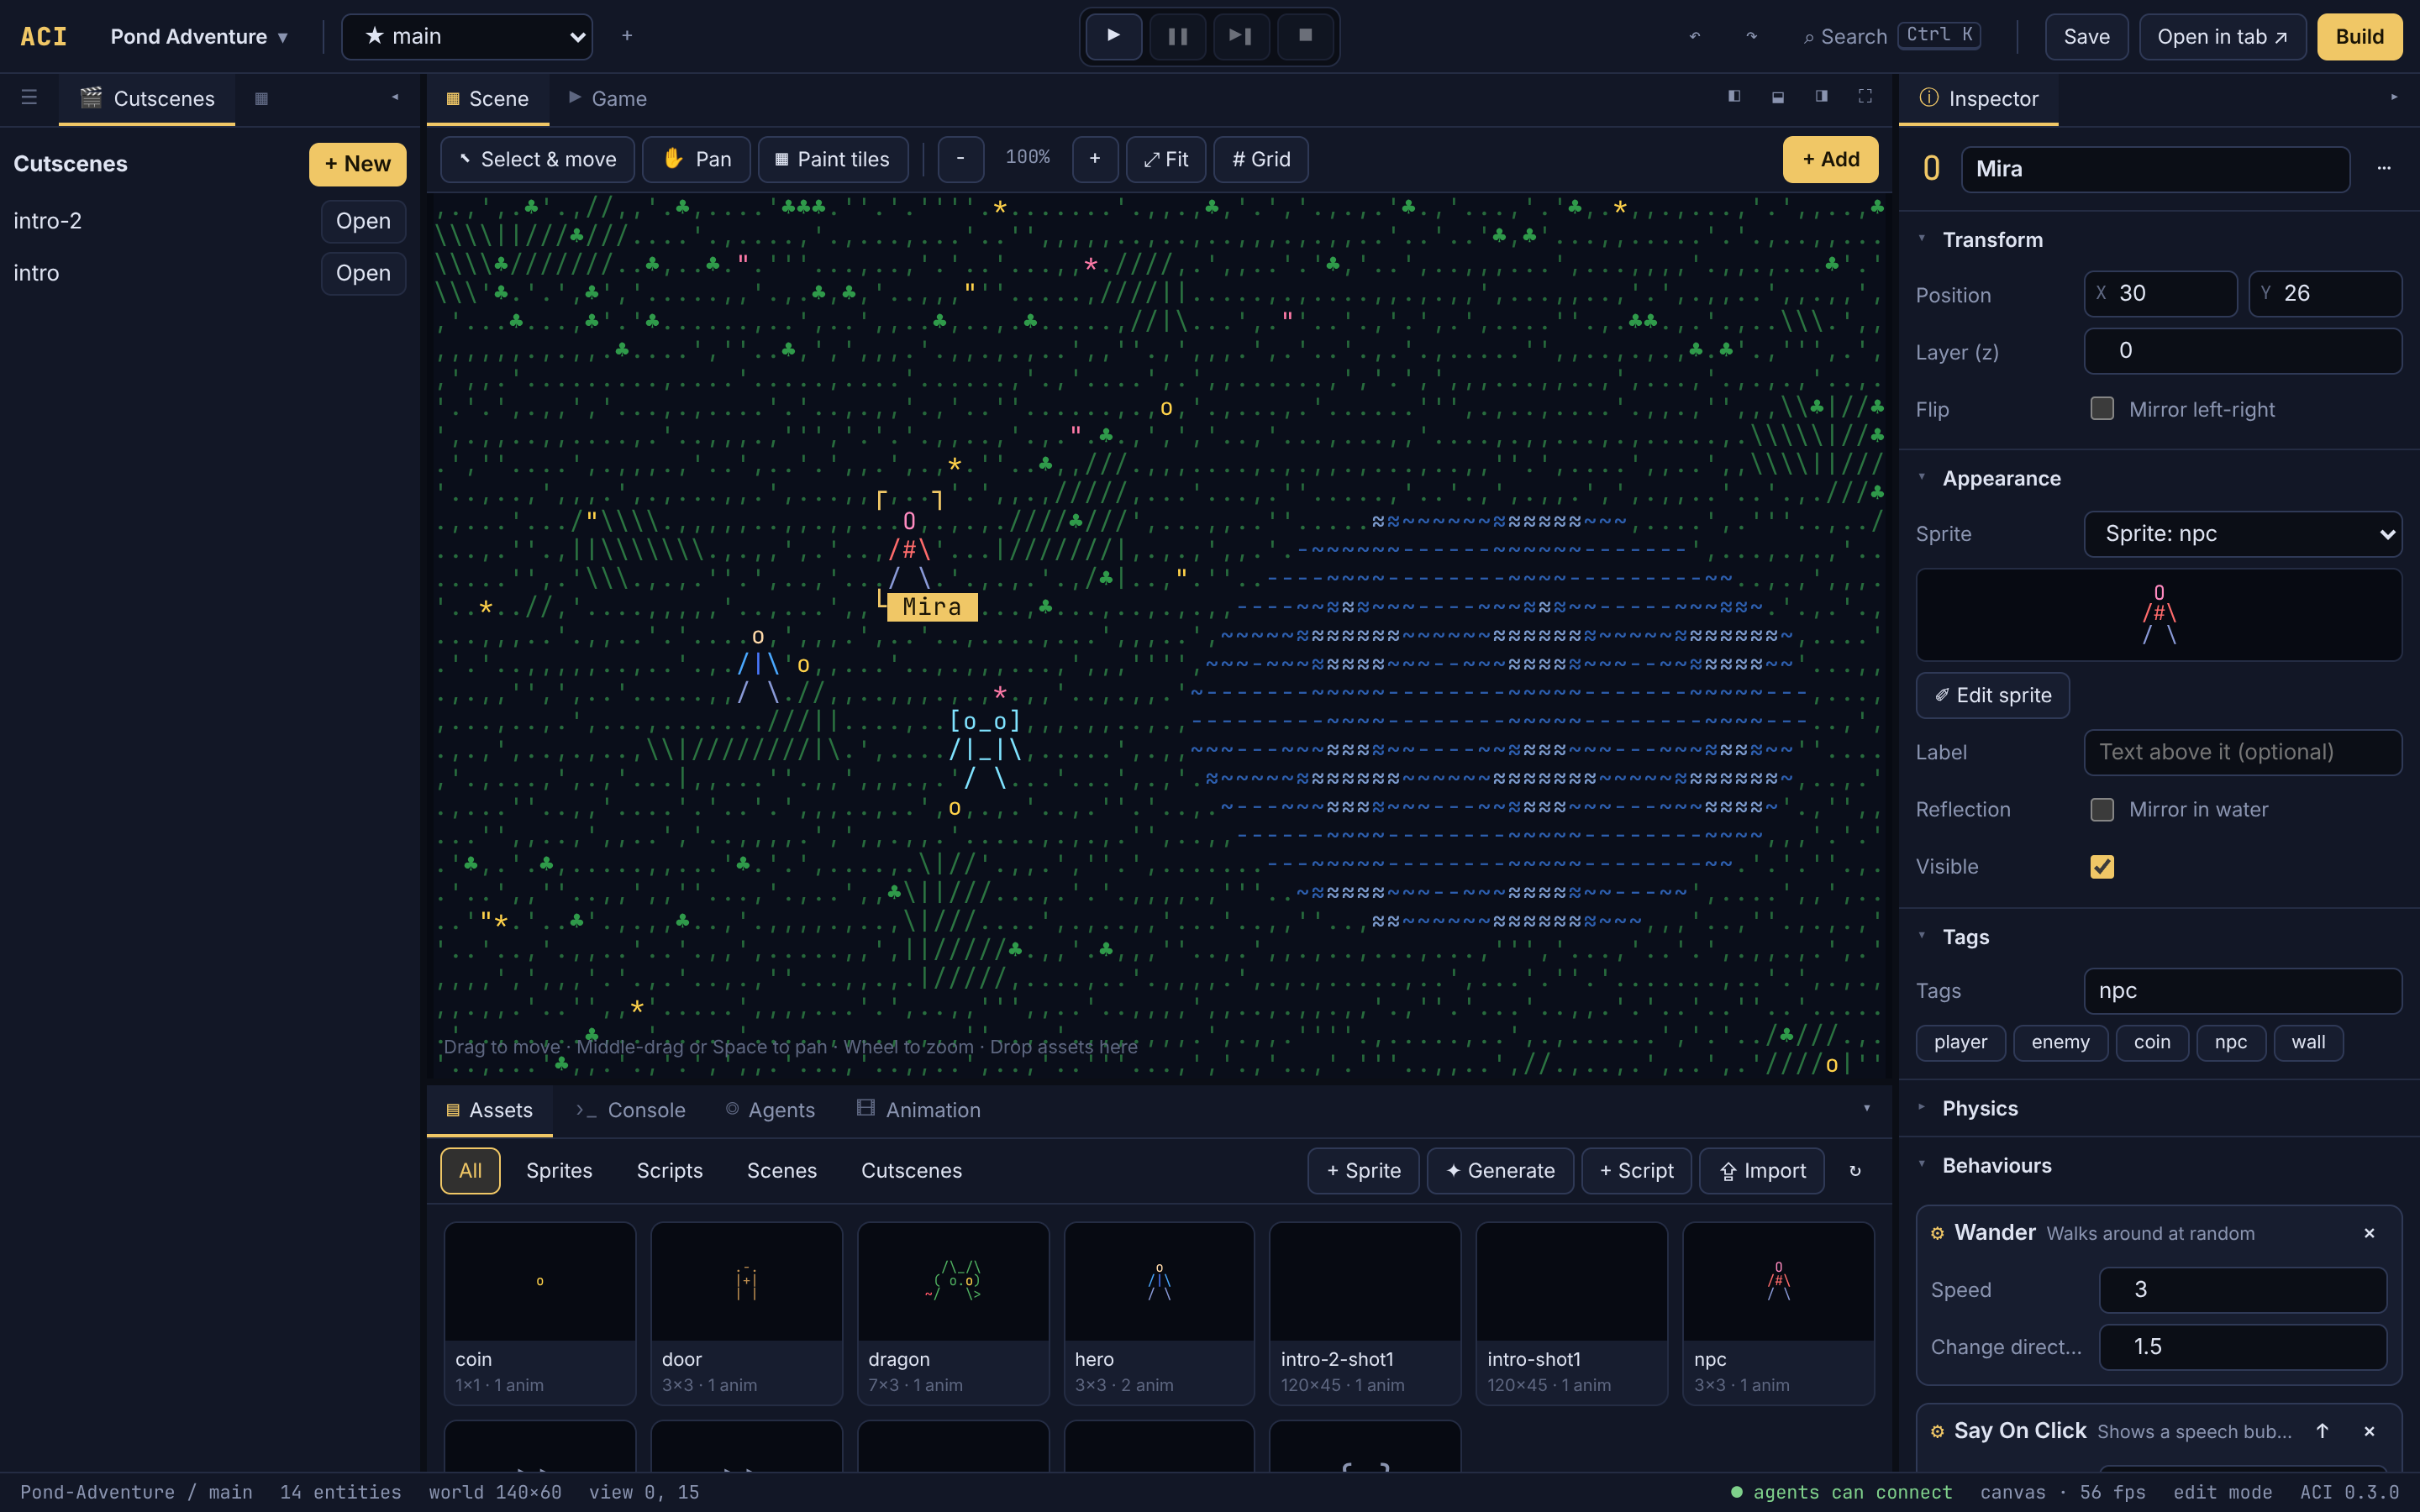 ACI Pond Adventure ▾ ★ main + Search Ctrl K Save Open in tab ↗ Build
Cutscenes
Scene Game
Inspector
Cutscenes + New
intro-2 Open
intro Open
Select & move Pan Paint tiles - 100% + Fit # Grid + Add
Mira
Drag to move · Middle-drag or Space to pan · Wheel to zoom · Drop assets here
Assets Console Agents Animation
All Sprites Scripts Scenes Cutscenes + Sprite ✦ Generate + Script Import
coin
1×1 · 1 anim
door
3×3 · 1 anim
dragon
7×3 · 1 anim
hero
3×3 · 2 anim
intro-2-shot1
120×45 · 1 anim
intro-shot1
120×45 · 1 anim
npc
3×3 · 1 anim
Mira
Transform
Position X 30 Y 26
Layer (z) 0
Flip Mirror left-right
Appearance
Sprite Sprite: npc
Edit sprite
Label Text above it (optional)
Reflection Mirror in water
Visible
Tags
Tags npc
player enemy coin npc wall
Physics
Behaviours
Wander Walks around at random ×
Speed 3
Change direct... 1.5
Say On Click Shows a speech bub... ↑ ×
Pond-Adventure / main 14 entities world 140×60 view 0, 15 agents can connect canvas · 56 fps edit mode ACI 0.3.0